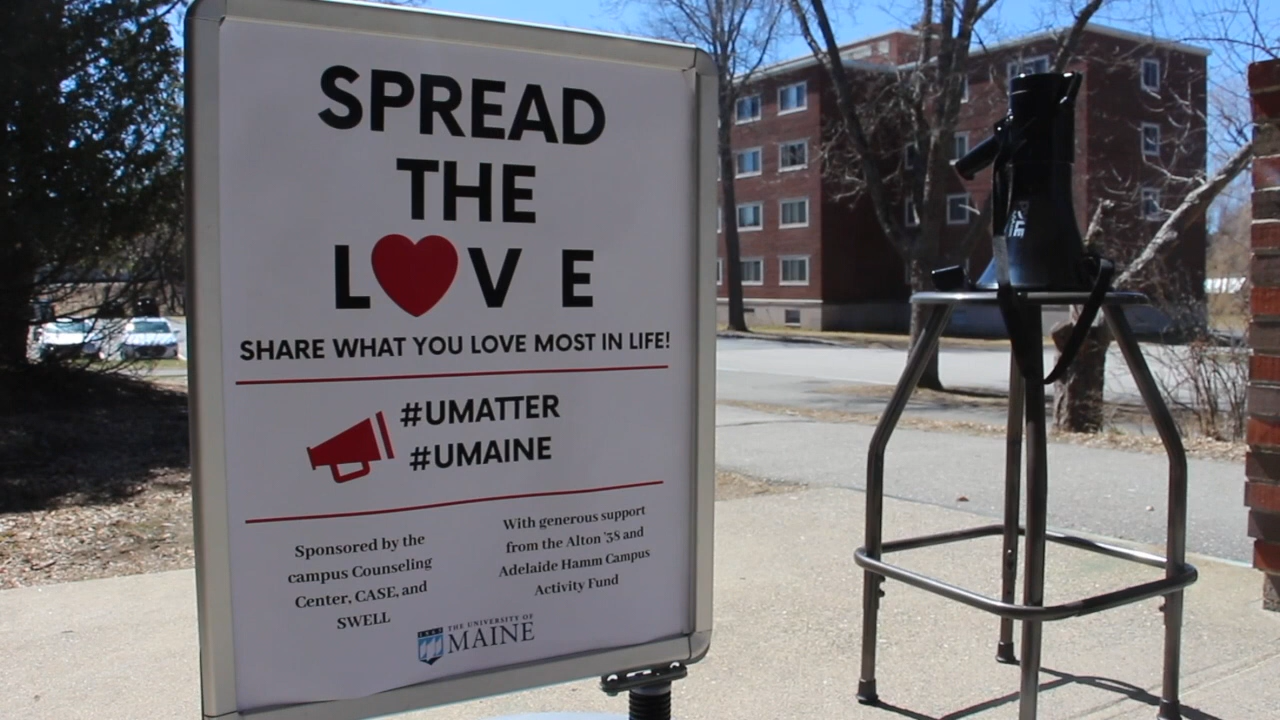 SPREAD
THE
L V E
SHARE WHAT YOU LOVE MOST IN LIFE!
#UMATTER
#UMAINE
Sponsored by the
campus Counseling
Center, CASE, and
SWELL
With generous support
from the Alton '38 and
Adelaide Hamm Campus
Activity Fund
1865
THE UNIVERSITY OF
MAINE